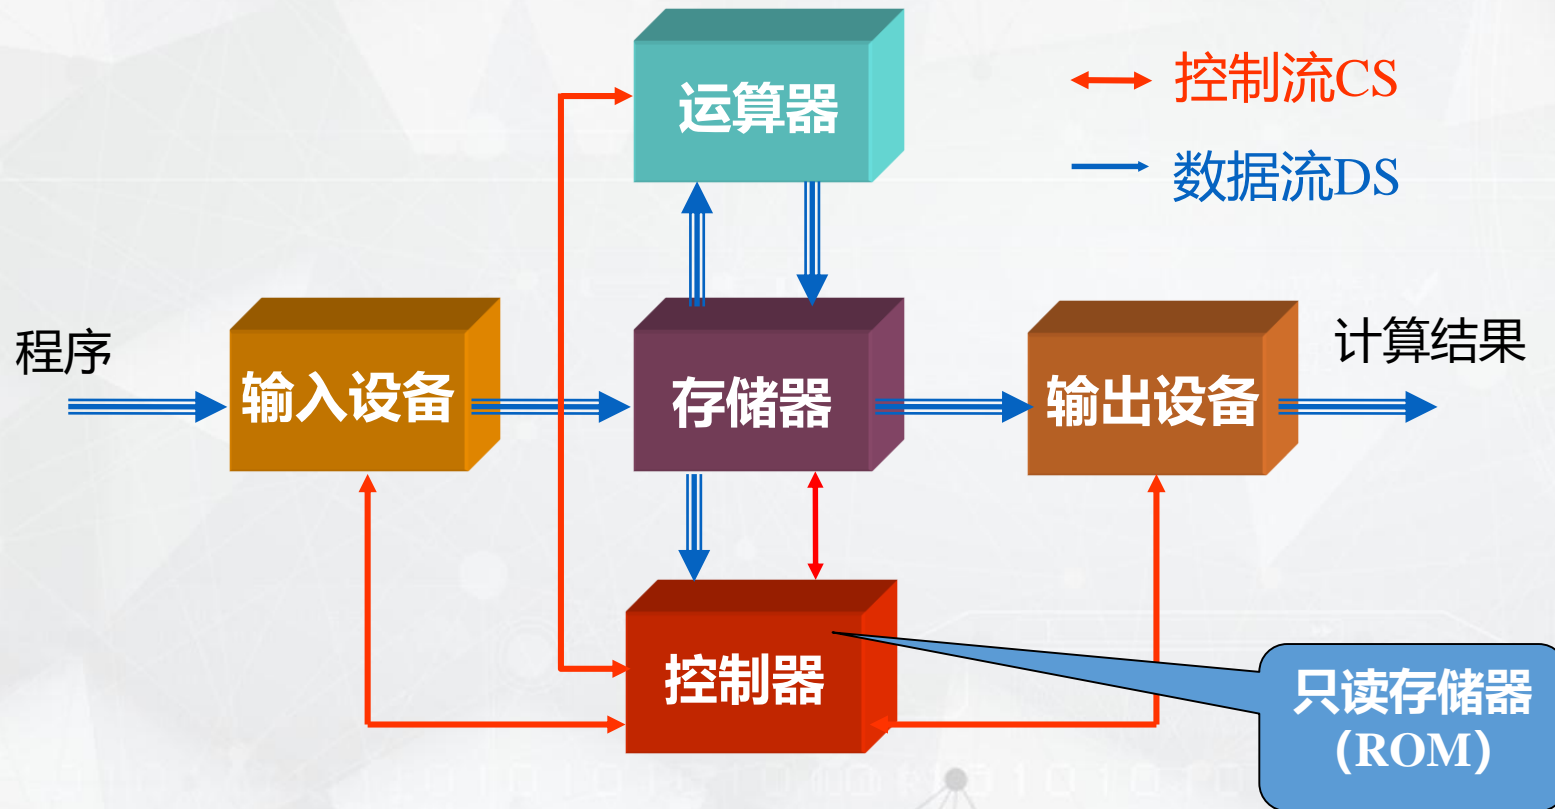 运算器
控制流CS
数据流DS
程序
输入设备
存储器
输出设备
计算结果
控制器
只读存储器
(ROM)